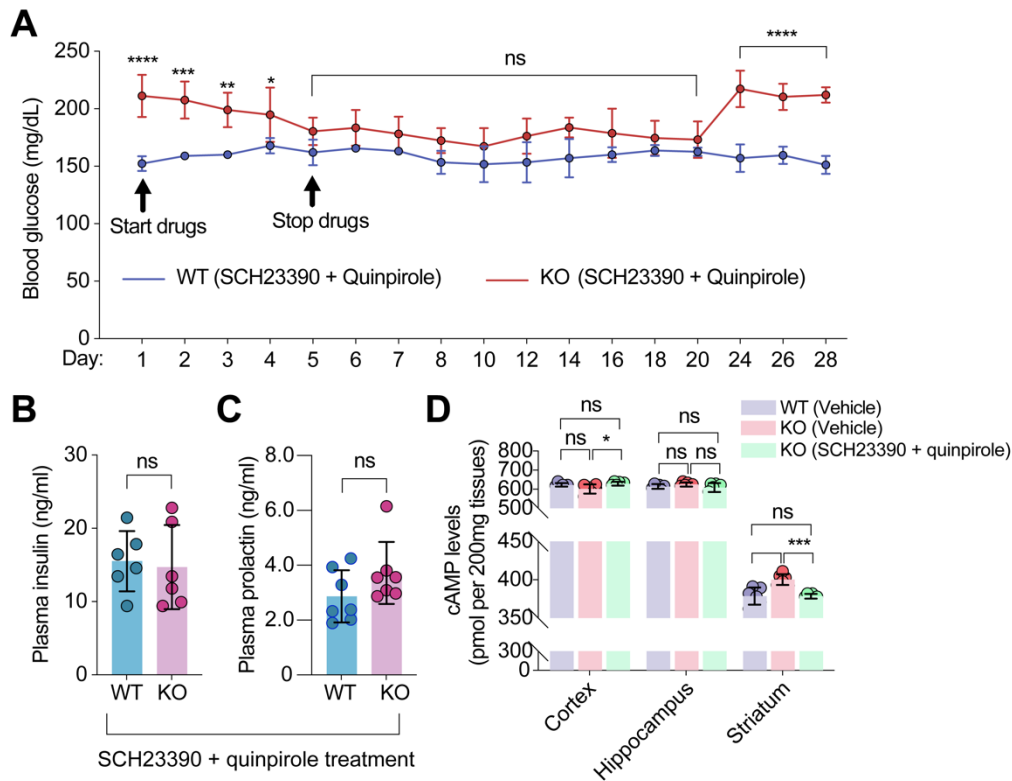 A
Blood glucose (mg/dL)
250
200
150
100
50
0
**** *** ** * ns ****
Start drugs
Stop drugs
WT (SCH23390 + Quinpirole) KO (SCH23390 + Quinpirole)
Day: 1 2 3 4 5 6 7 8 10 12 14 16 18 20 24 26 28
B
Plasma insulin (ng/ml)
30
20
10
0
ns
WT KO
C
Plasma prolactin (ng/ml)
8.0
6.0
4.0
2.0
0
ns
WT KO
SCH23390 + quinpirole treatment
D
WT (Vehicle)
KO (Vehicle)
KO (SCH23390 + quinpirole)
cAMP levels
(pmol per 200mg tissues)
800
700
600
500
450
400
350
300
0
ns
ns *
ns
ns ns
ns
***
Cortex
Hippocampus
Striatum